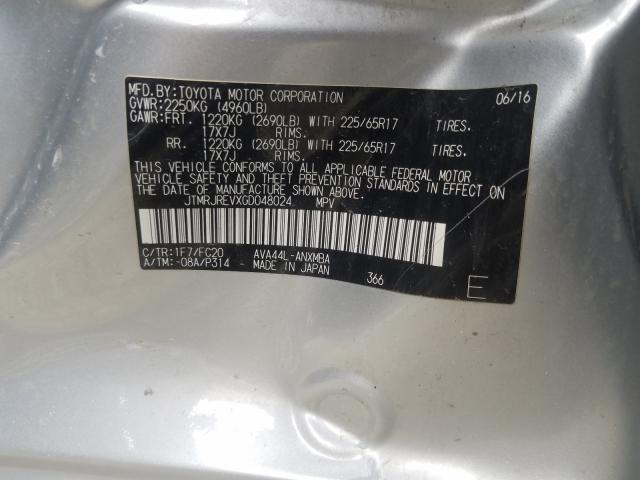 MFD.BY:TOYOTA MOTOR CORPORATION 06/16
GVWR:2250KG (4960LB)
GAWR:FRT. 1220KG (2690LB) WITH 225/65R17 TIRES.
17X7J RIMS.
RR. 1220KG (2690LB) WITH 225/65R17 TIRES.
17X7J RIMS.
THIS VEHICLE CONFORMS TO ALL APPLICABLE FEDERAL MOTOR
VEHICLE SAFETY AND THEFT PREVENTION STANDARDS IN EFFECT ON
THE DATE OF MANUFACTURE SHOWN ABOVE.
JTMRJREVXGD048024 MPV
C/TR:1F7/FC20 AVA44L-ANXMBA
A/TM:-08A/P314 MADE IN JAPAN 366 E